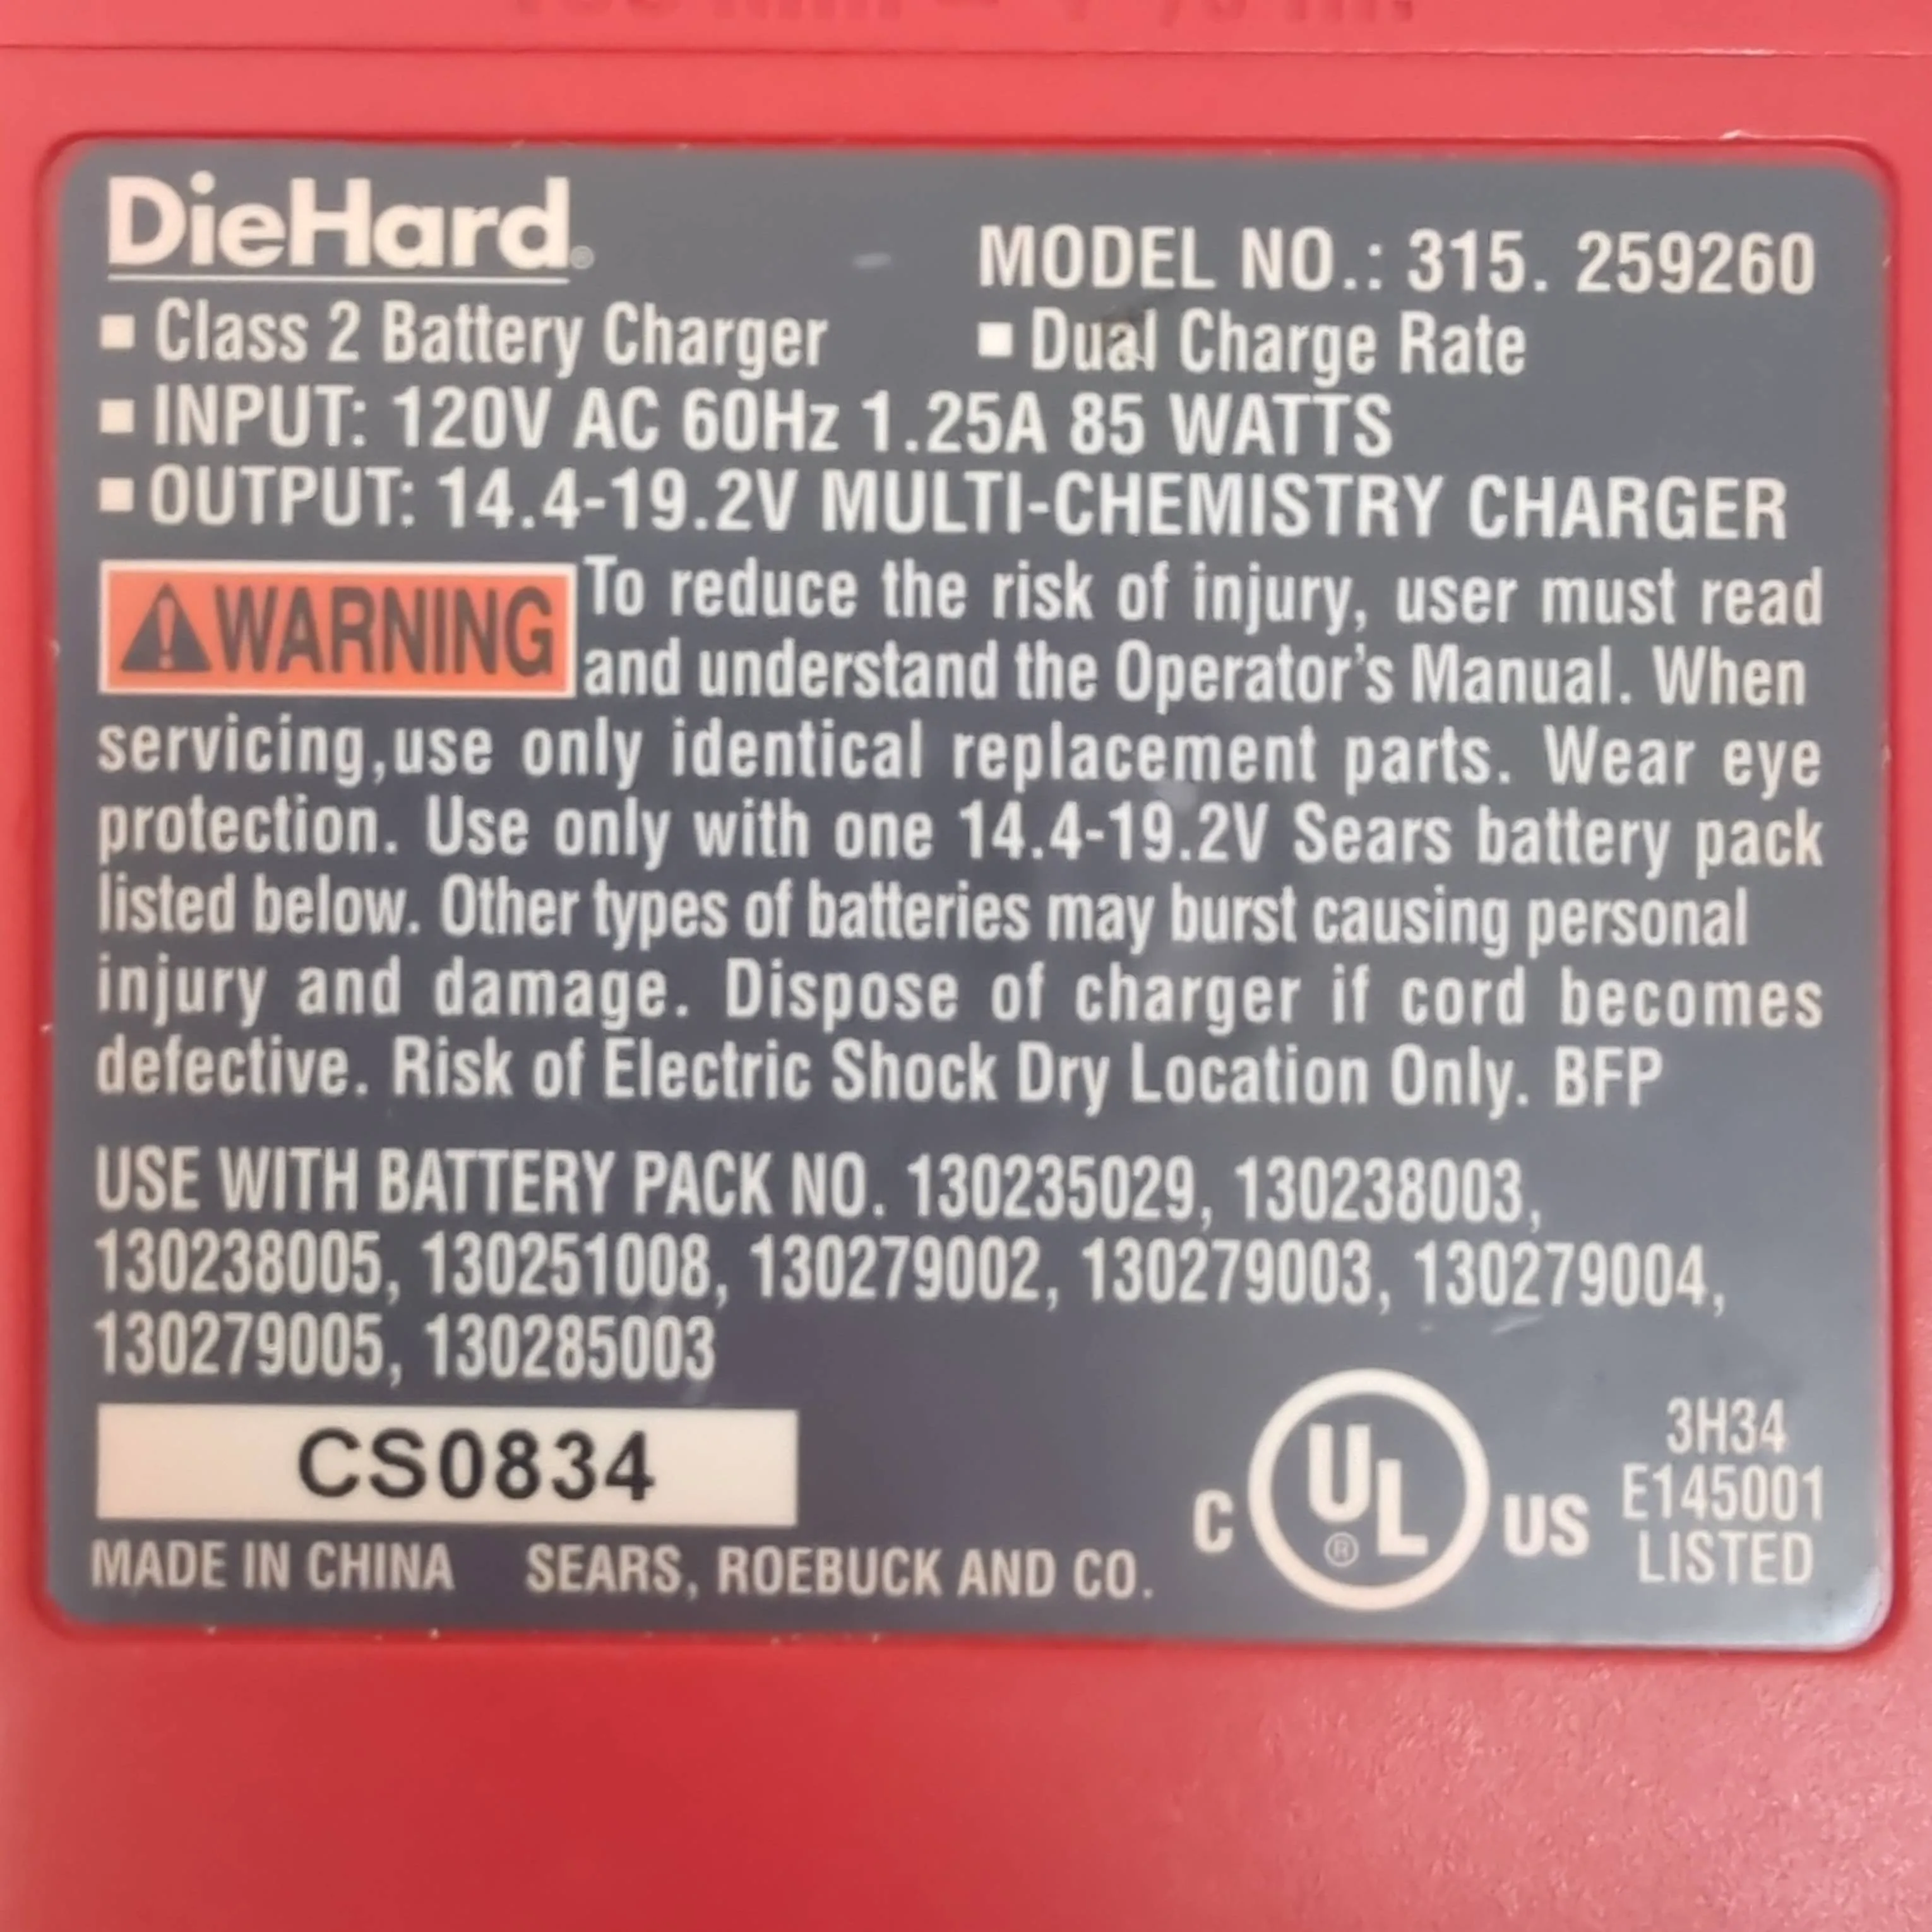 DieHard®
MODEL NO.: 315. 259260
▪ Class 2 Battery Charger ▪ Dual Charge Rate
▪ INPUT: 120V AC 60Hz 1.25A 85 WATTS
▪ OUTPUT: 14.4-19.2V MULTI-CHEMISTRY CHARGER
⚠WARNING To reduce the risk of injury, user must read
and understand the Operator's Manual. When
servicing,use only identical replacement parts. Wear eye
protection. Use only with one 14.4-19.2V Sears battery pack
listed below. Other types of batteries may burst causing personal
injury and damage. Dispose of charger if cord becomes
defective. Risk of Electric Shock Dry Location Only. BFP
USE WITH BATTERY PACK NO. 130235029, 130238003,
130238005, 130251008, 130279002, 130279003, 130279004,
130279005, 130285003
CS0834
MADE IN CHINA SEARS, ROEBUCK AND CO.
C UL® US
3H34
E145001
LISTED